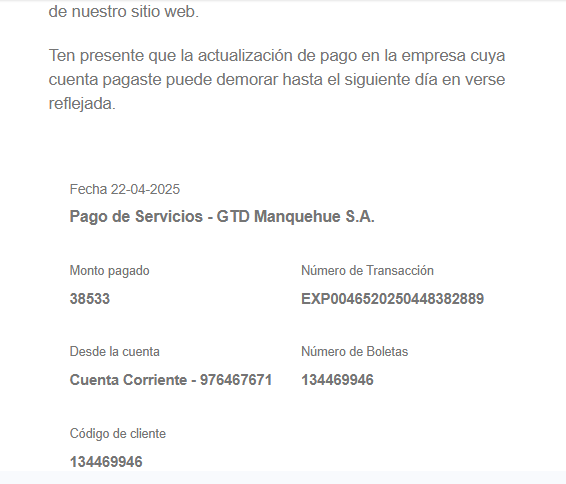 de nuestro sitio web.
Ten presente que la actualización de pago en la empresa cuya
cuenta pagaste puede demorar hasta el siguiente día en verse
reflejada.
Fecha 22-04-2025
Pago de Servicios - GTD Manquehue S.A.
Monto pagado
38533
Número de Transacción
EXP0046520250448382889
Desde la cuenta
Cuenta Corriente - 976467671
Número de Boletas
134469946
Código de cliente
134469946